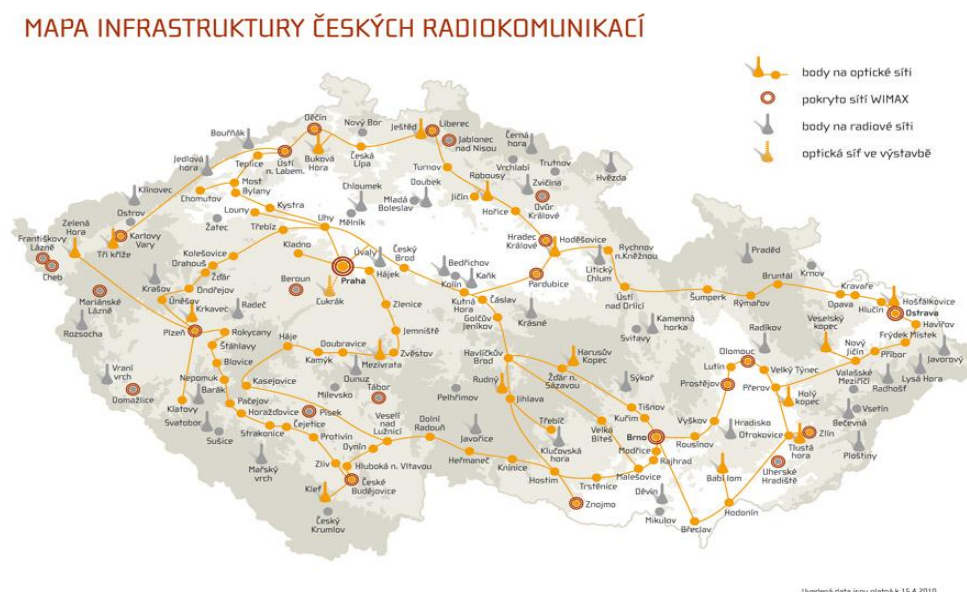 MAPA INFRASTRUKTURY ČESKÝCH RADIOKOMUNIKACÍ
body na optické síti
pokryto sítí WIMAX
body na radiové síti
optická síť ve výstavbě
Děčín
Nový Bor
Ještěd
Liberec
Jablonec
nad Nisou
Černá
hora
Bouřňák
Teplice
Ústí
n. Labem.
Buková
Hora
Česká
Lípa
Turnov
Vrchlabí
Trutnov
Hvězda
Jedlová
hora
Most
Bylany
Chloumek
Mladá
Boleslav
Doubek
Robousy
Zvičina
Dvůr
Králové
Klínovec
Ostrov
Chomutov
Louny
Kystra
Žatec
Třebíz
Uhy
Mělník
Jičín
Hořice
Zelená
Hora
Karlovy
Vary
Tři kříže
Františkovy
Lázně
Cheb
Kolešovice
Drahouš
Žďár
Ondřejov
Kladno
Úvaly
Český
Brod
Hájek
Praha
Beroun
Cukrák
Bedřichov
Kolín
Kaňk
Hradec
Králové
Hoděšovice
Rychnov
n.Kněžnou
Litický
Chlum
Pardubice
Praděd
Bruntál
Krnov
Krašov
Úněšov
Krkavec
Radeč
Mariánské
Lázně
Rozsocha
Plzeň
Rokycany
Šťáhlavy
Blovice
Zlenice
Jemniště
Kutná
Hora
Čáslav
Golčův
Jeníkov
Krásné
Ústí
nad Orlicí
Šumperk
Rýmařov
Kravaře
Opava
Hlučín
Hošťálkovice
Ostrava
Havířov
Háje
Doubravice
Kamýk
Mezivrata
Zvěstov
Havlíčkův
Brod
Harusův
Kopec
Kamenná
horka
Svitavy
Radíkov
Veselský
kopec
Frýdek Místek
Nový
Jičín
Příbor
Javorový
Lysá Hora
Vraní
vrch
Domažlice
Nepomuk
Barák
Klatovy
Kasejovice
Pačejov
Milevsko
Tábor
Pelhřimov
Rudný
Jihlava
Žďár n.
Sázavou
Sýkoř
Olomouc
Lutín
Prostějov
Velký Týnec
Přerov
Valašské
Meziříčí
Radhošť
Svatobor
Sušice
Horažďovice
Strakonice
Čejetice
Písek
Protivín
Veselí
nad
Lužnicí
Dolní
Radouň
Javořice
Třebíč
Klučovská
hora
Velká
Bíteš
Tišnov
Kuřim
Brno
Modřice
Rajhrad
Vyškov
Rousínov
Hradisko
Otrokovice
Holý
kopec
Vsetín
Bečevná
Zlín
Tlustá
hora
Ploštiny
Mařský
vrch
Dynín
Zliv
Hluboká n. Vltavou
České
Budějovice
Kleť
Český
Krumlov
Heřmaneč
Knínice
Hostim
Trstěnice
Malešovice
Znojmo
Děvín
Mikulov
Břeclav
Babí lom
Uherské
Hradiště
Hodonín
Uvedená data jsou platná k 15.4.2010